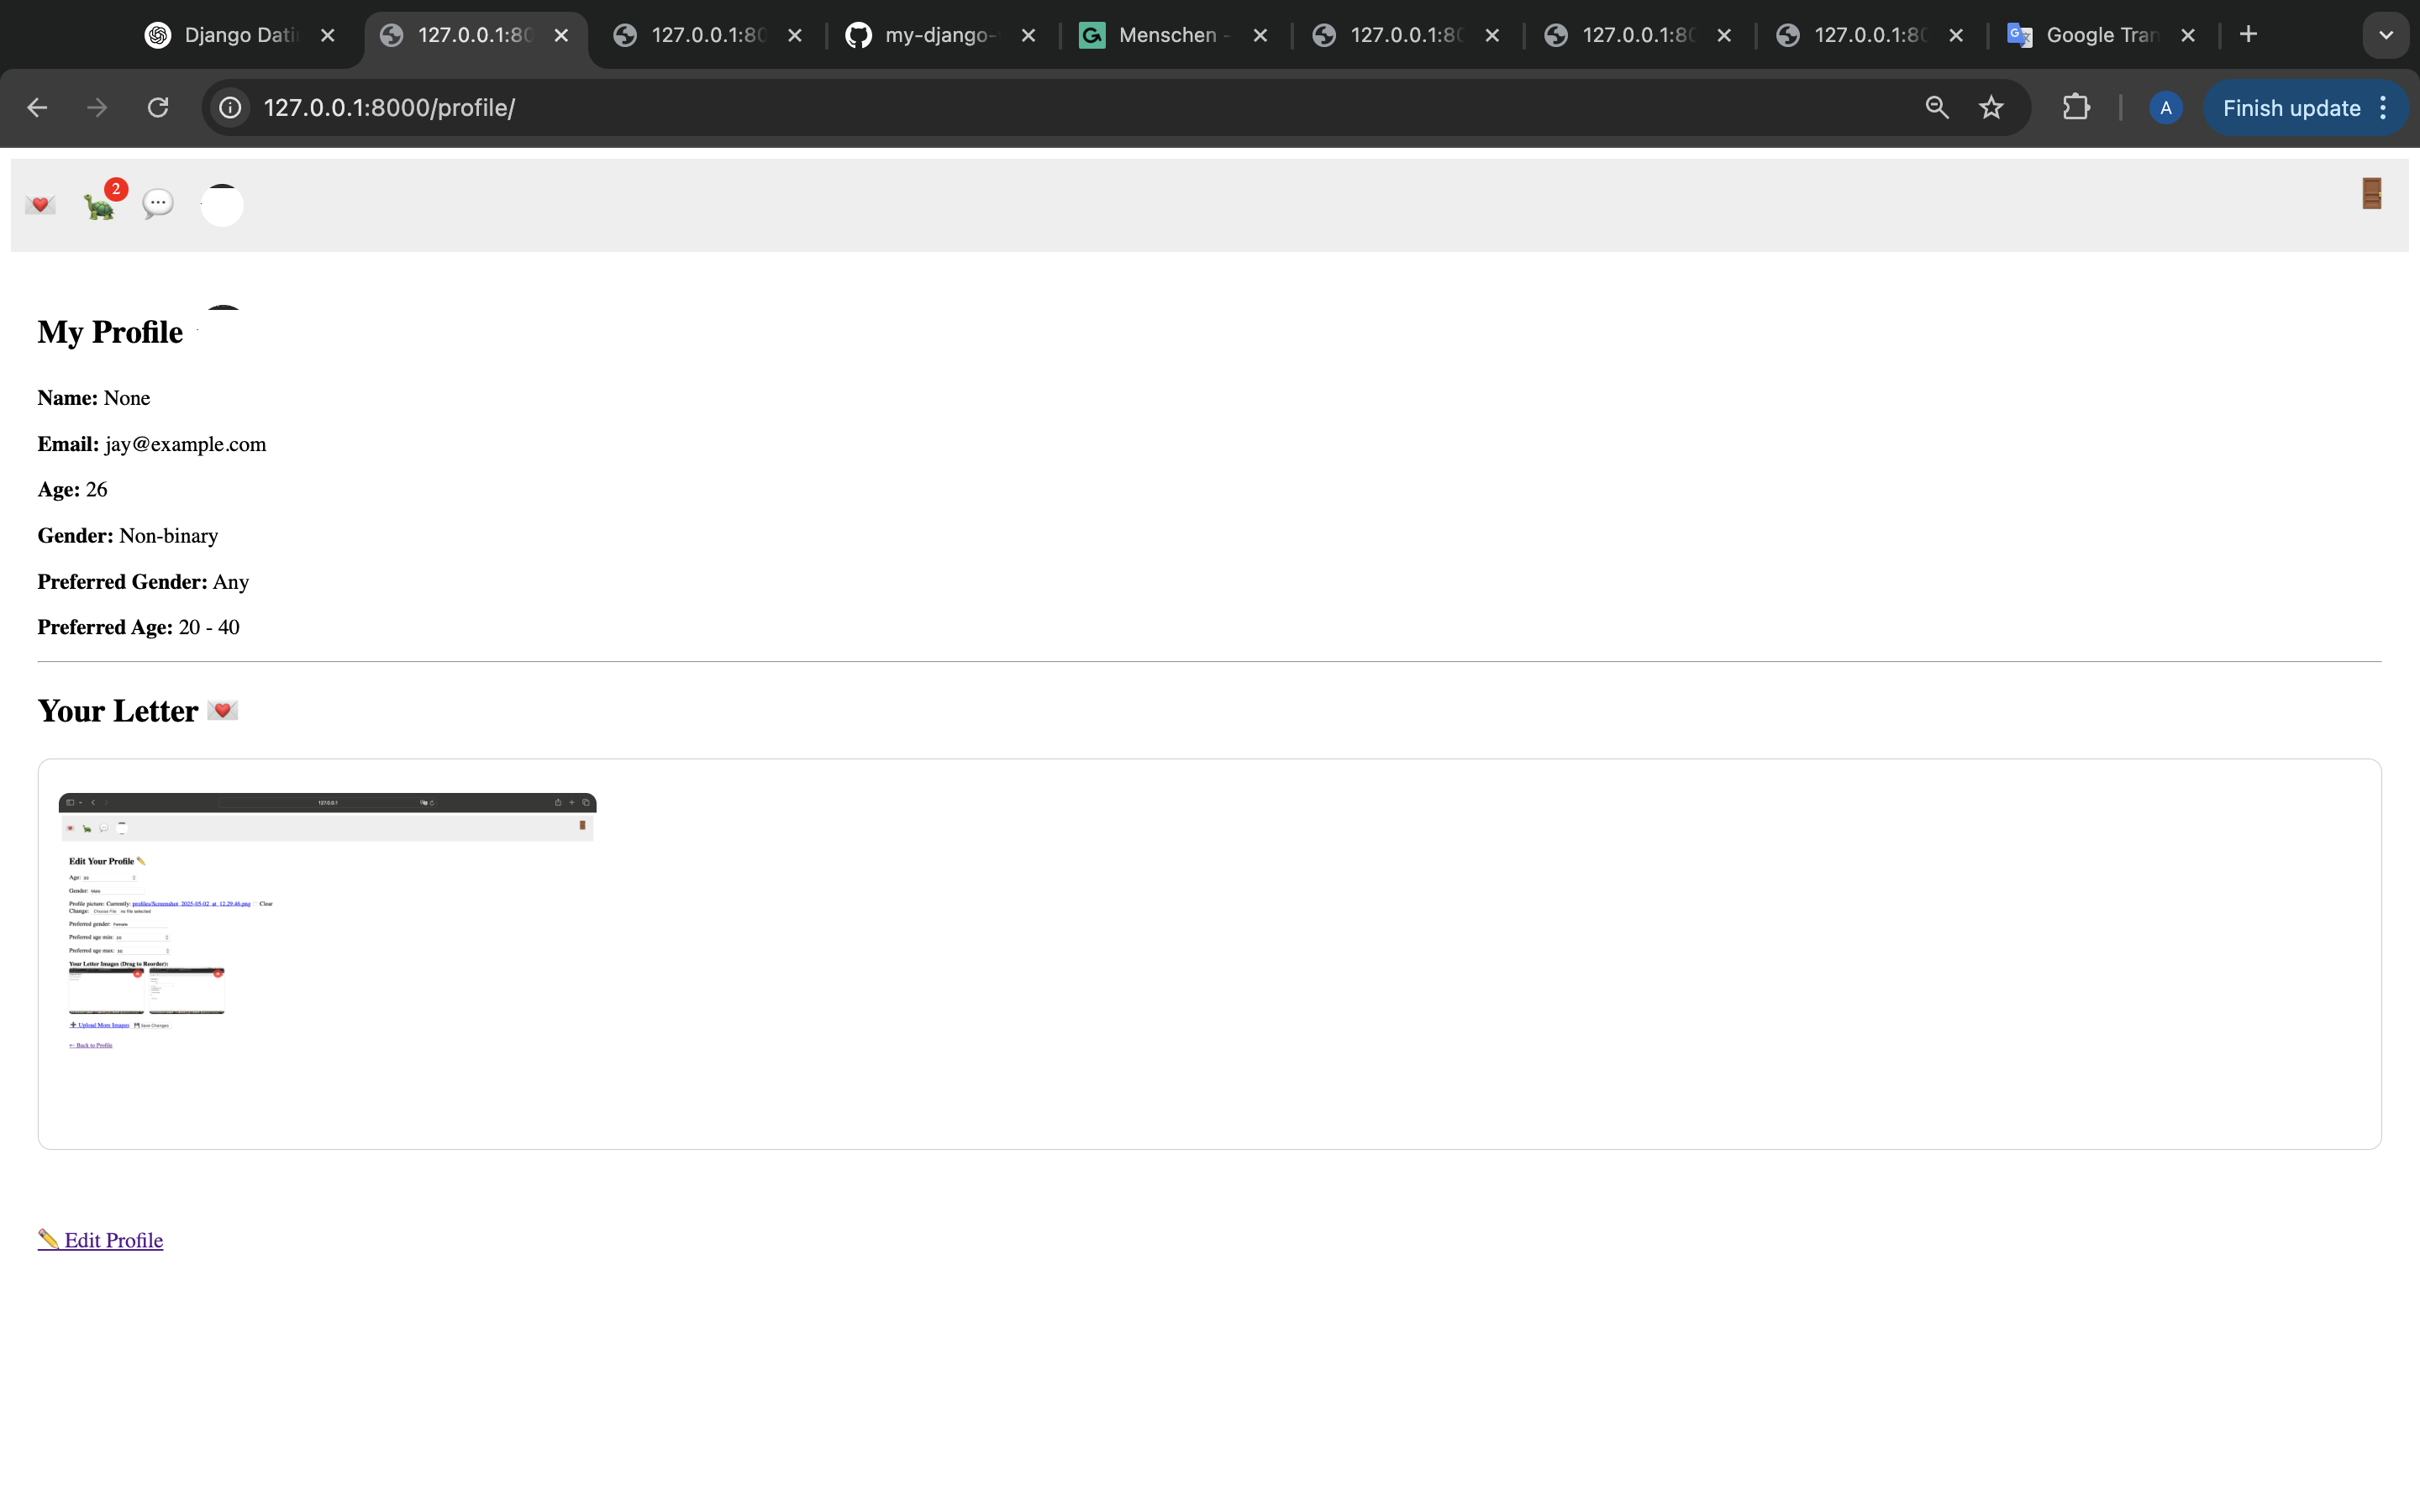 Django Dati
127.0.0.1:80
127.0.0.1:80
my-django-
Menschen -
127.0.0.1:80
127.0.0.1:80
127.0.0.1:80
Google Tran
127.0.0.1:8000/profile/
A
Finish update
2
My Profile
Name: None
Email: jay@example.com
Age: 26
Gender: Non-binary
Preferred Gender: Any
Preferred Age: 20 - 40
Your Letter
127.0.0.1
Edit Your Profile
Age:
Gender: Male
Profile picture: Currently: profiles/Screenshot_2025-05-02_at_12.29.46.png Clear
Change: Choose File no file selected
Preferred gender: Female
Preferred age min: 20
Preferred age max:
Your Letter Images (Drag to Reorder):
Upload More Images Save Changes
← Back to Profile
Edit Profile